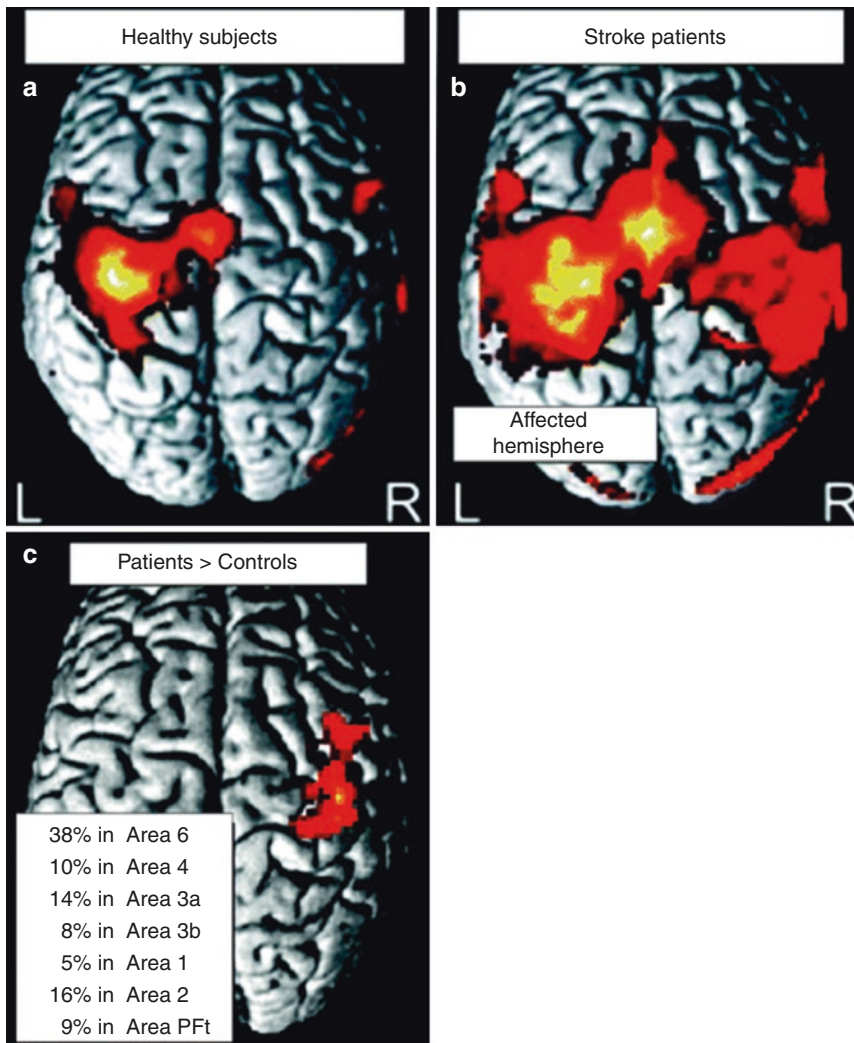 Healthy subjects
a
L
R
Stroke patients
b
Affected
hemisphere
L
R
c
Patients > Controls
38% in Area 6
10% in Area 4
14% in Area 3a
8% in Area 3b
5% in Area 1
16% in Area 2
9% in Area PFt